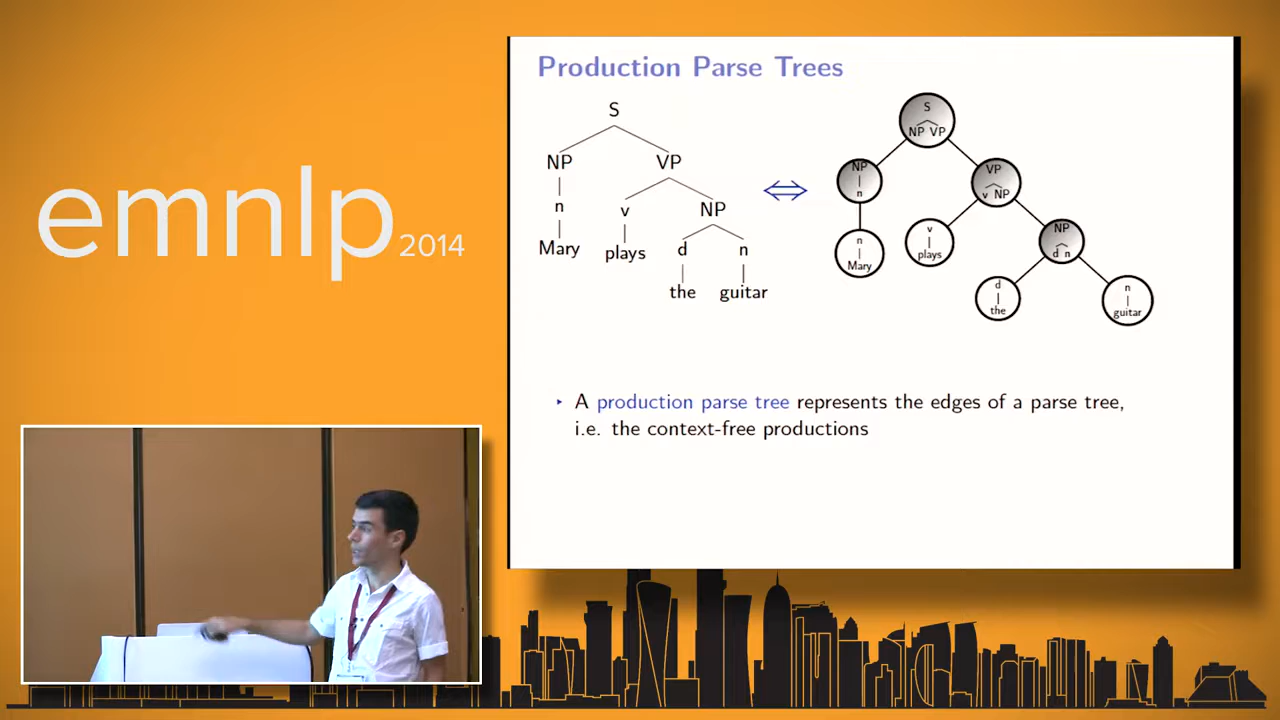 emnlp 2014
Production Parse Trees
S
NP VP
n v NP
Mary plays d n
the guitar
S
NP VP
NP
n
VP
v NP
n
Mary
v
plays
NP
d n
d
the
n
guitar
A production parse tree represents the edges of a parse tree,
i.e. the context-free productions